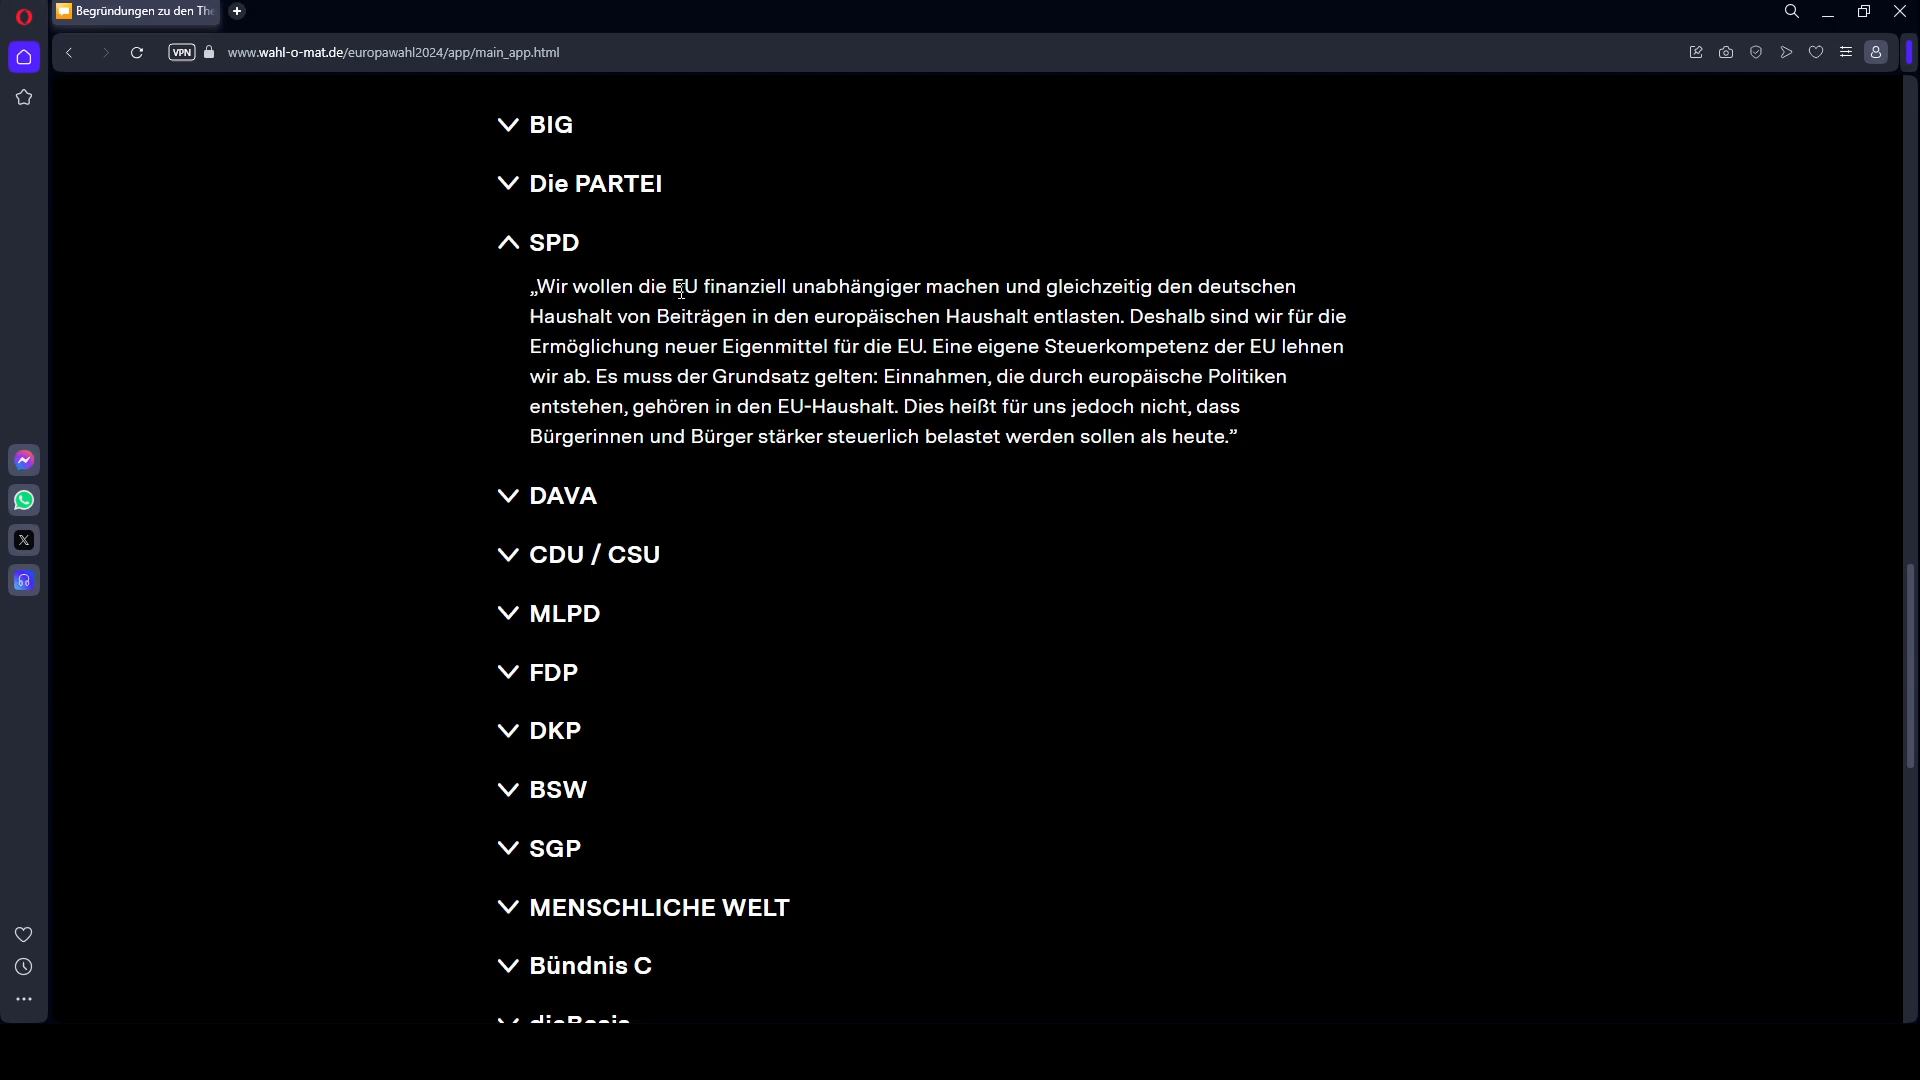 Begründungen zu den Th
VPN
www.wahl-o-mat.de/europawahl2024/app/main_app.html
BIG
Die PARTEI
SPD
„Wir wollen die EU finanziell unabhängiger machen und gleichzeitig den deutschen
Haushalt von Beiträgen in den europäischen Haushalt entlasten. Deshalb sind wir für die
Ermöglichung neuer Eigenmittel für die EU. Eine eigene Steuerkompetenz der EU lehnen
wir ab. Es muss der Grundsatz gelten: Einnahmen, die durch europäische Politiken
entstehen, gehören in den EU-Haushalt. Dies heißt für uns jedoch nicht, dass
Bürgerinnen und Bürger stärker steuerlich belastet werden sollen als heute.”
DAVA
CDU / CSU
MLPD
FDP
DKP
BSW
SGP
MENSCHLICHE WELT
Bündnis C
dieBasis